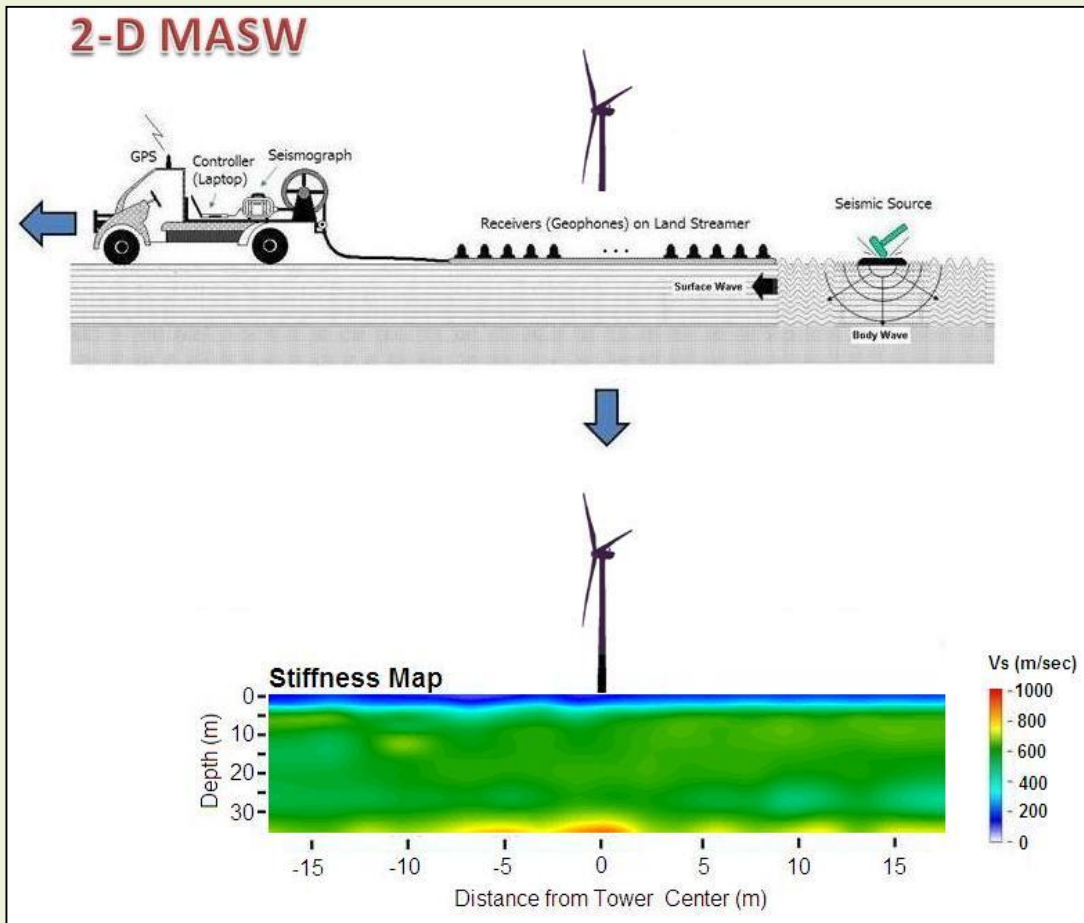 2-D MASW
GPS
Controller
(Laptop)
Seismograph
Receivers (Geophones) on Land Streamer
. . .
Seismic Source
Surface Wave
Body Wave
Stiffness Map
Vs (m/sec)
1000
800
600
400
200
0
Depth (m)
0
10
20
30
-15 -10 -5 0 5 10 15
Distance from Tower Center (m)